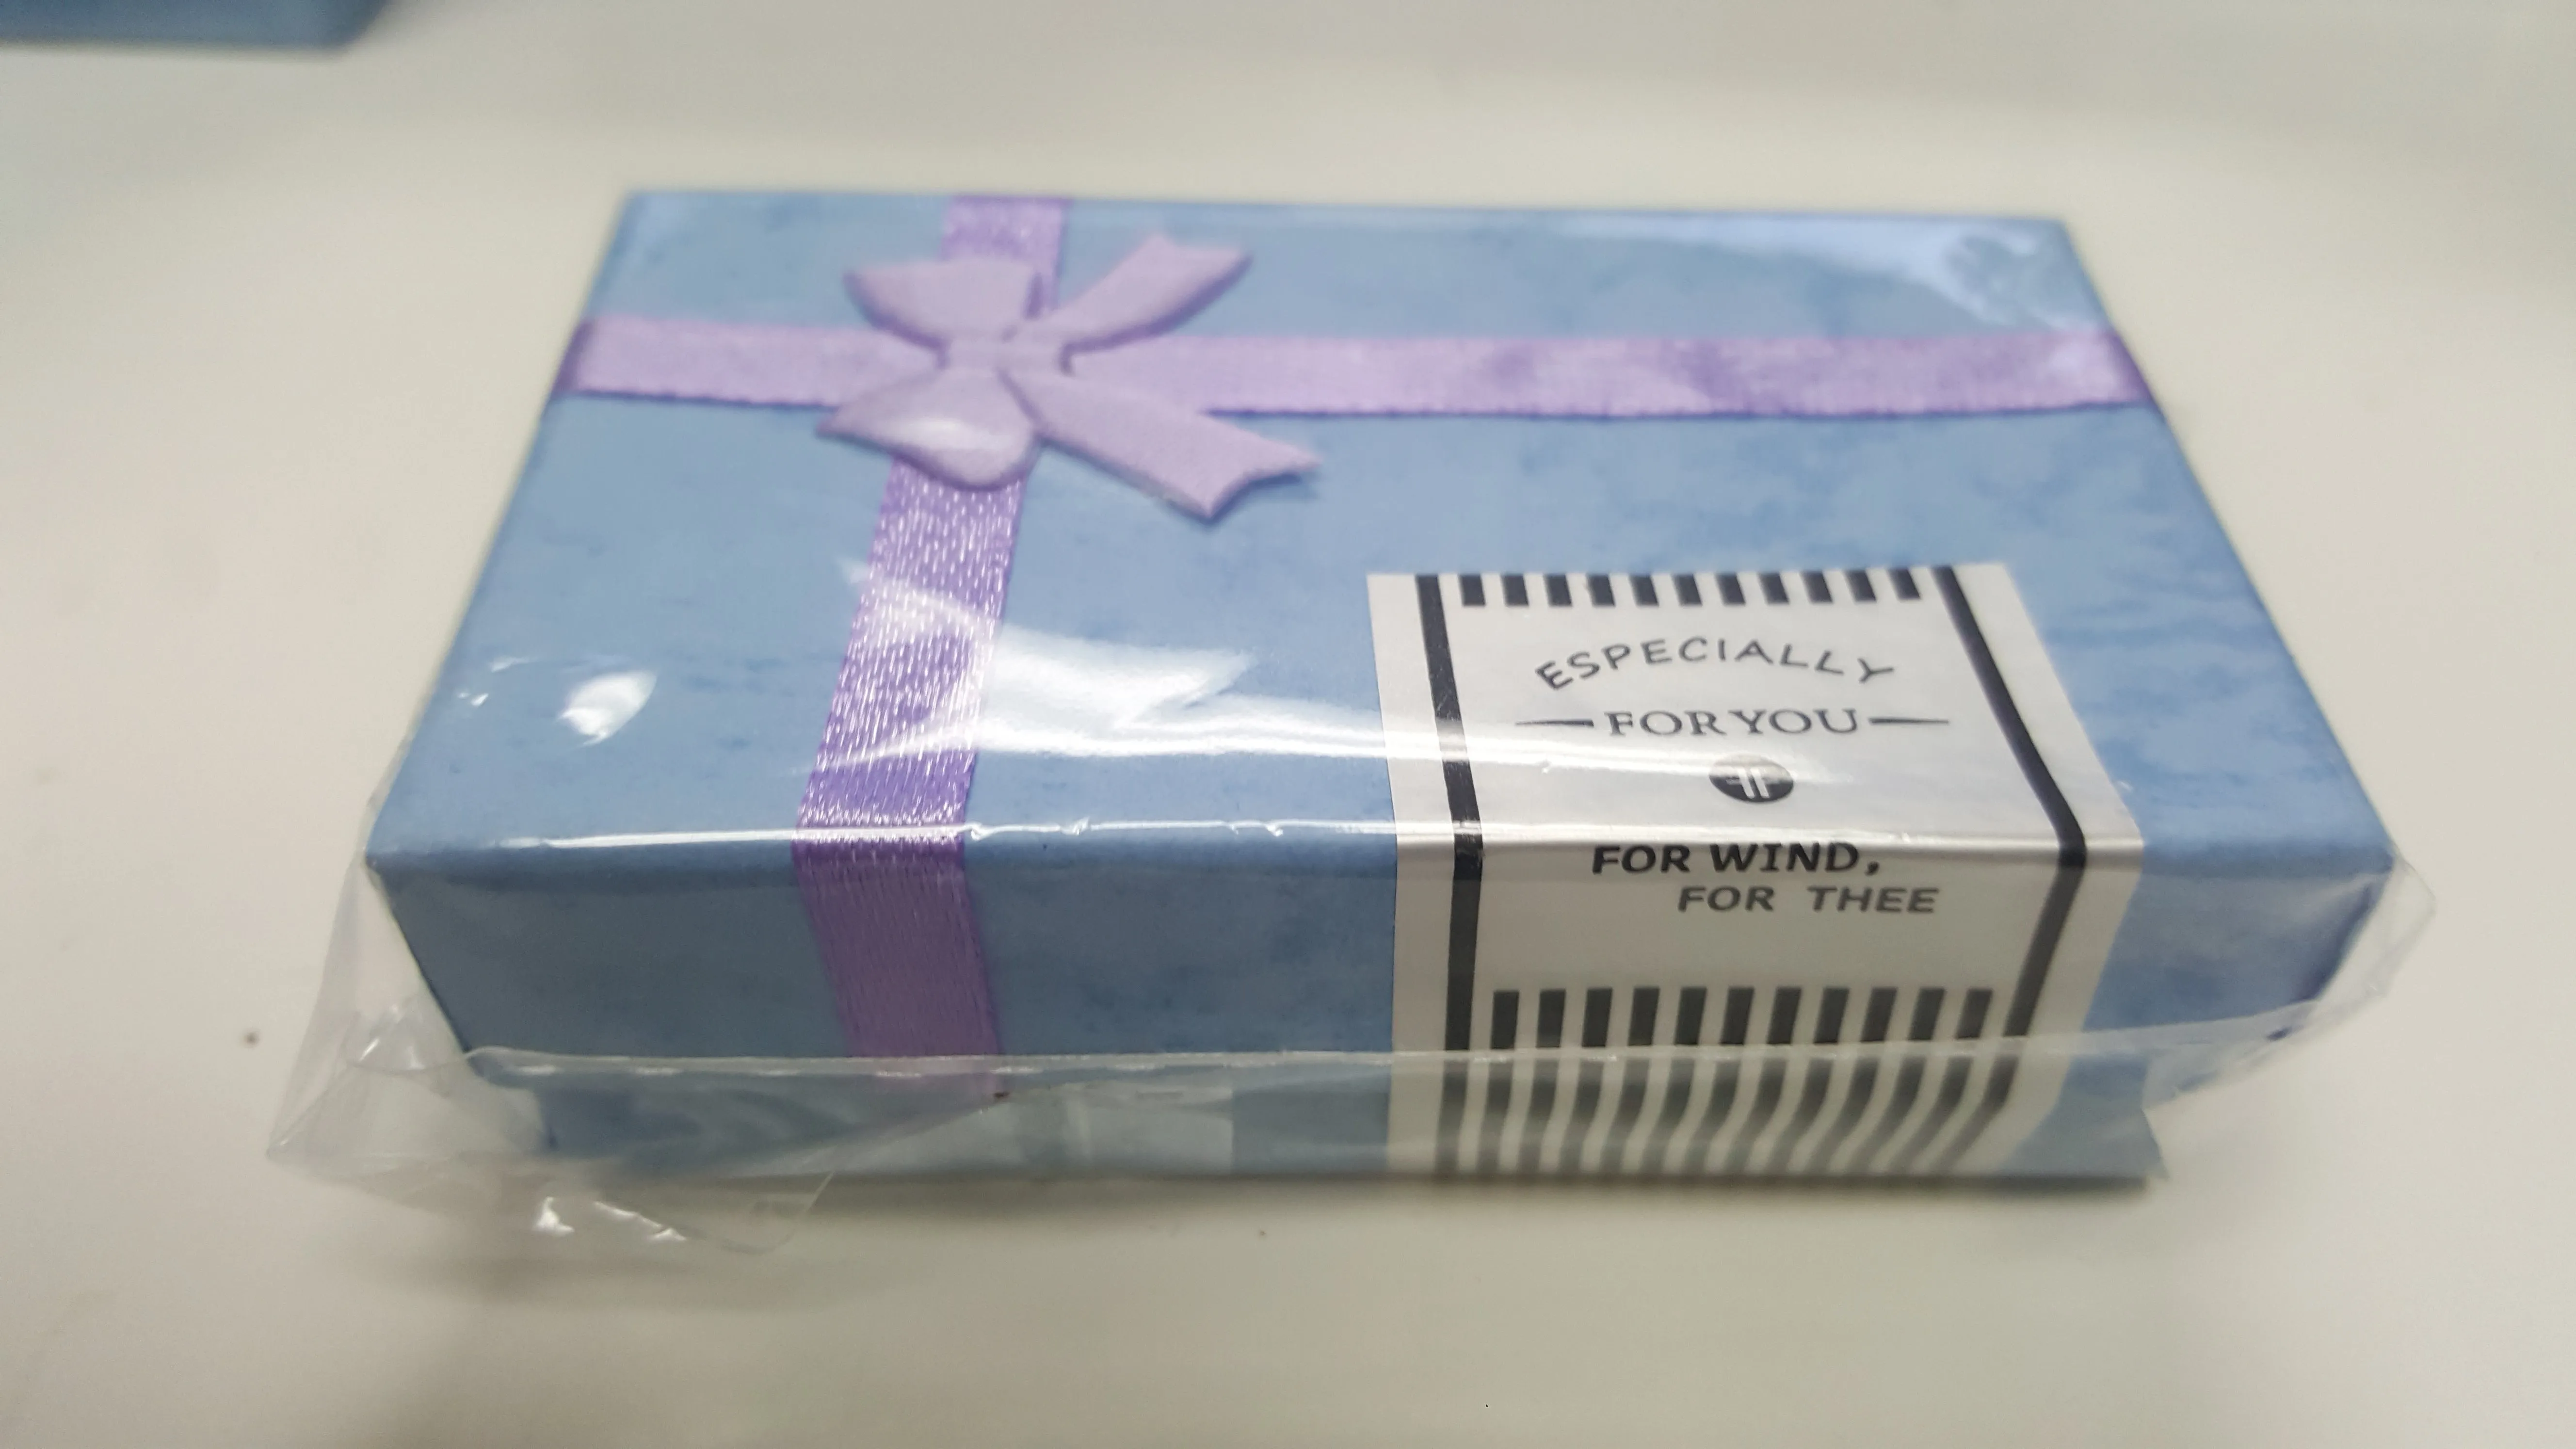 ESPECIALLY
FOR YOU
FOR WIND,
FOR THEE